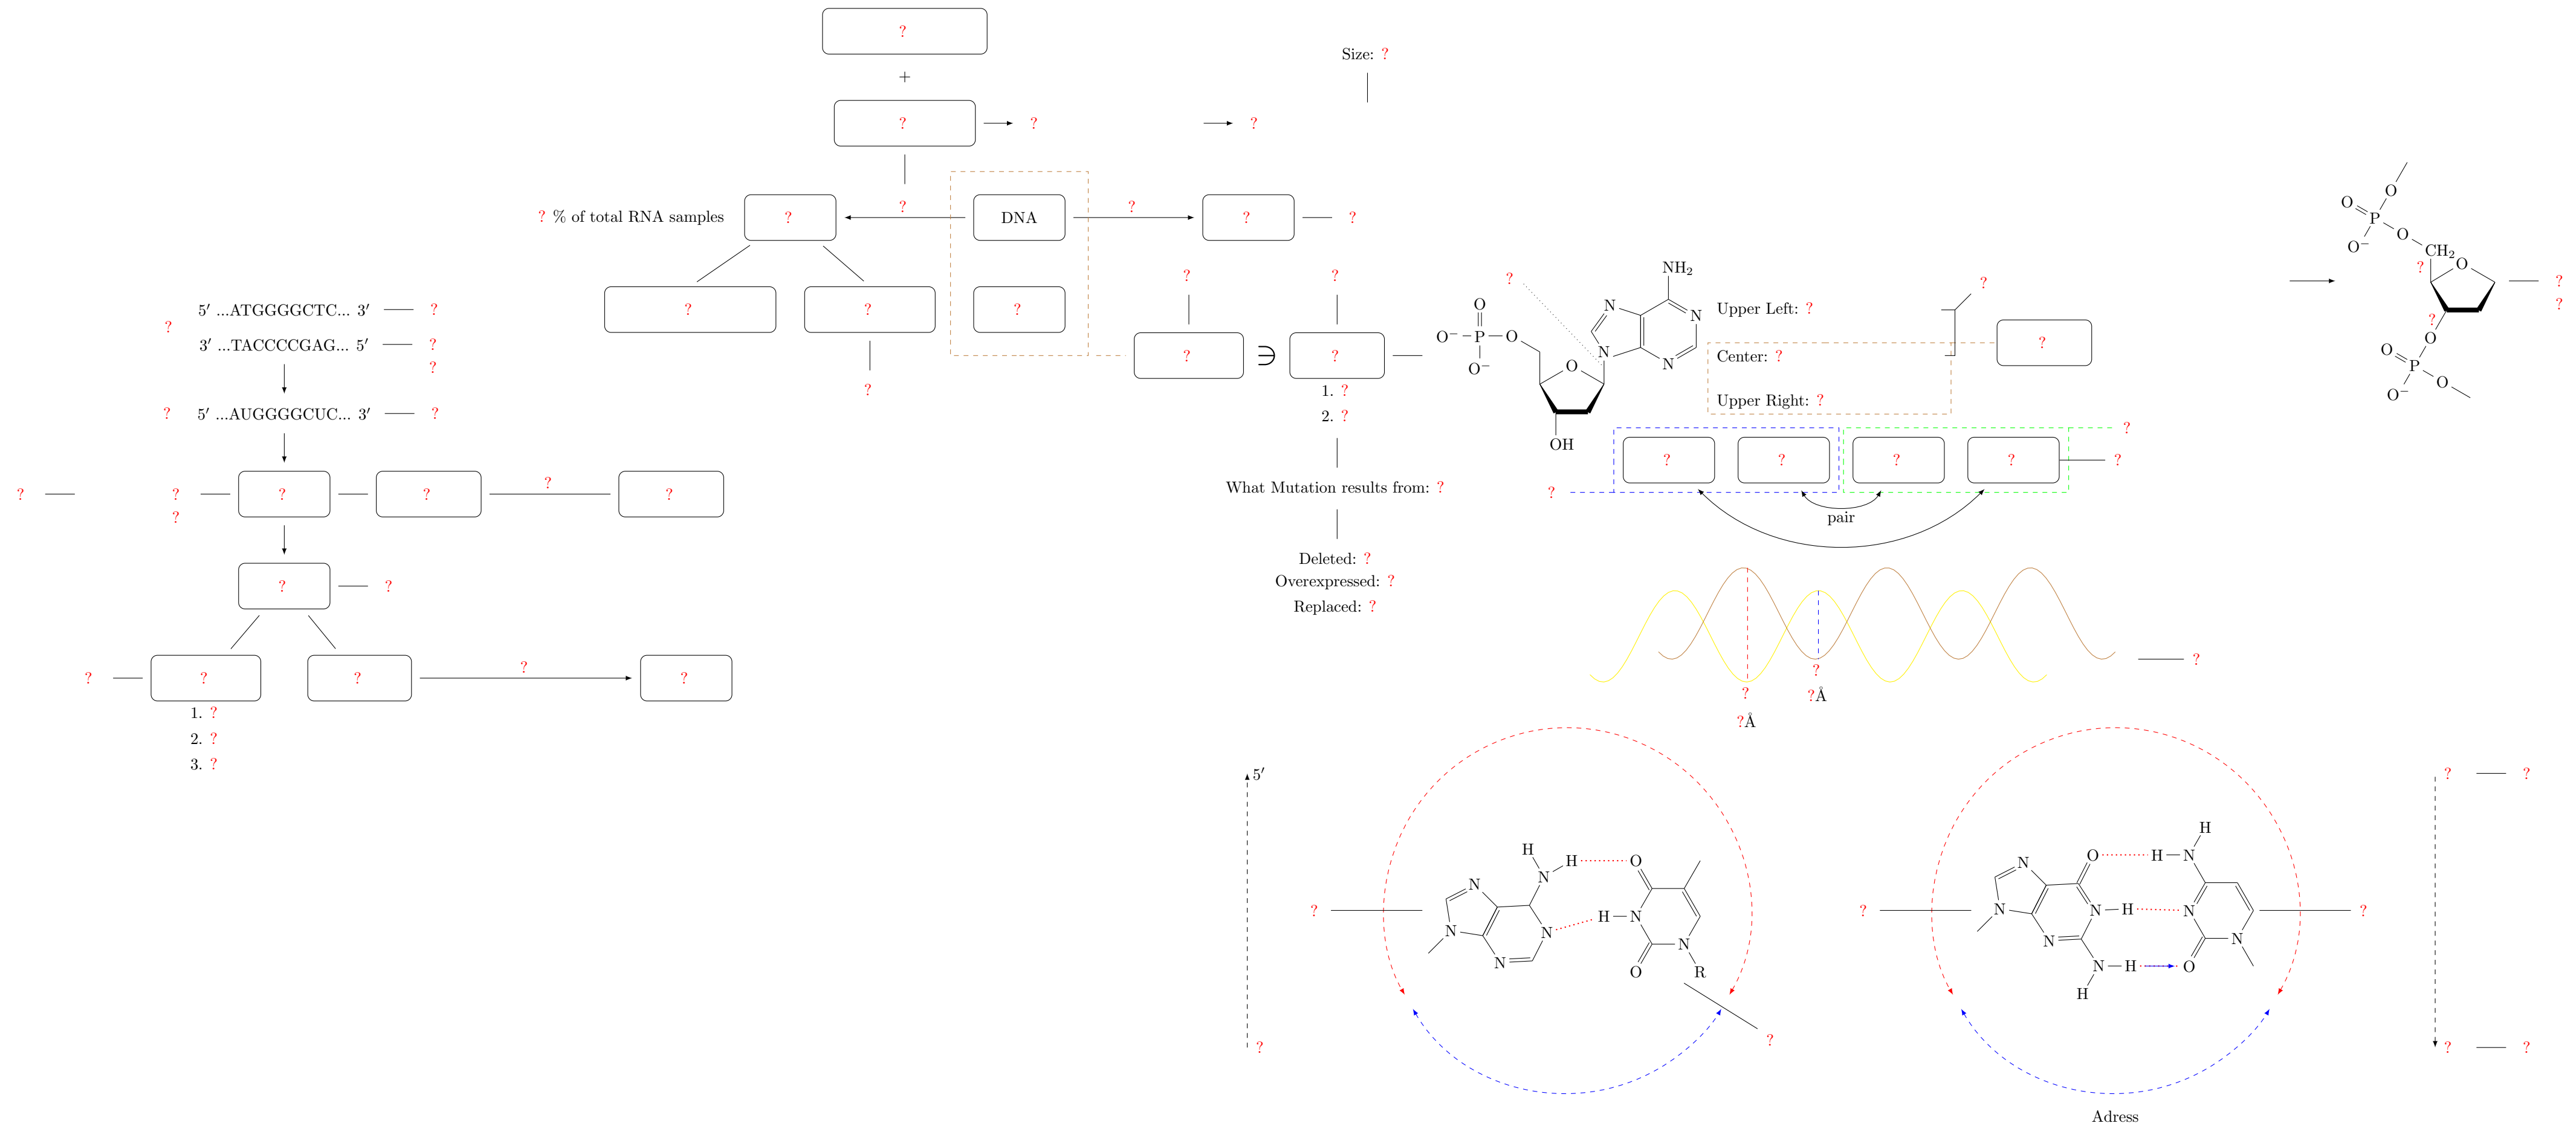 ?
+
Size: ?
? ? ?
? % of total RNA samples ? ? DNA ? ? ?
? ? ?
? ?
5′ ...ATGGGGCTC... 3′ ?
?
3′ ...TACCCCGAG... 5′ ?
?
? 5′ ...AUGGGGCUC... 3′ ?
?
? ∋ ?
1. ?
2. ?
What Mutation results from: ?
Deleted: ?
Overexpressed: ?
Replaced: ?
?
NH2
N N N N
O
O− P O
O−
O
OH
Upper Left: ?
Center: ?
Upper Right: ?
?
?
O
O P
O− O
CH2
? O
?
O
O P
O− O
?
?
? ? ? ? ?
?
?
pair
? ? ? ? ? ?
?
? ?
? ? ? ? ?
1. ?
2. ?
3. ?
?
?
?Å
?
?Å
5′
?
?
H
N H O
N N N N
H N
O N
R
?
?
N O H N H
N N H N
N N H O N
H
?
? ?
? ?
Adress